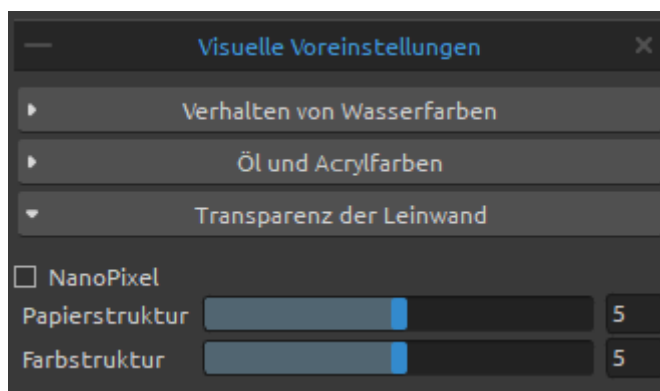 Visuelle Voreinstellungen
Verhalten von Wasserfarben
Öl und Acrylfarben
Transparenz der Leinwand
NanoPixel
Papierstruktur 5
Farbstruktur 5